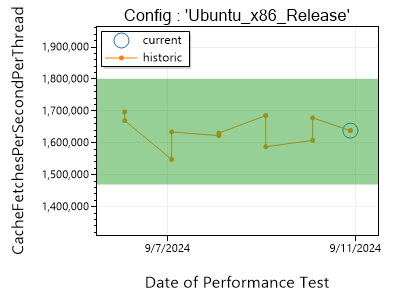 Config : 'Ubuntu_x86_Release'
CacheFetchesPerSecondPerThread
1,900,000
1,800,000
1,700,000
1,600,000
1,500,000
1,400,000
current
historic
9/7/2024
9/11/2024
Date of Performance Test